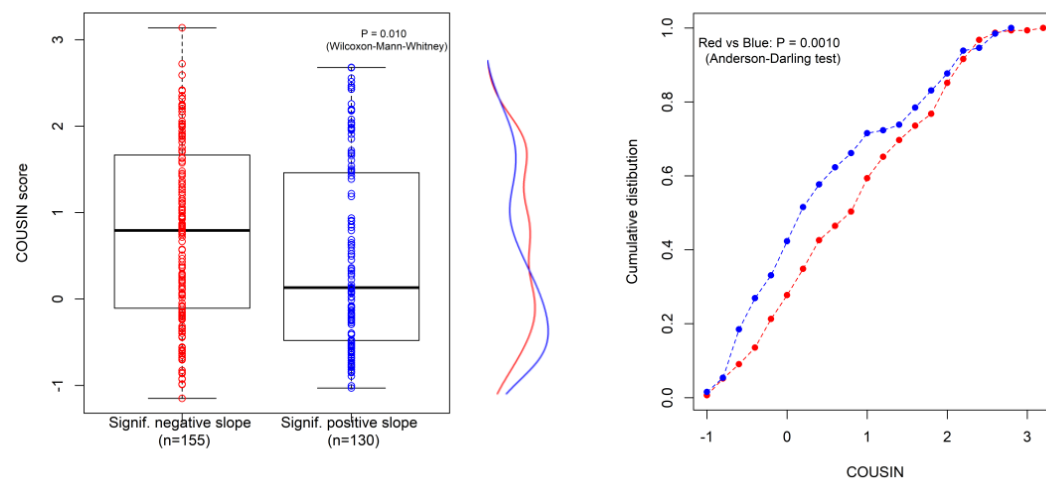 P = 0.010
(Wilcoxon-Mann-Whitney)
COUSIN score
3
2
1
0
-1
Signif. negative slope
(n=155)
Signif. positive slope
(n=130)
Red vs Blue: P = 0.0010
(Anderson-Darling test)
Cumulative distibution
1.0
0.8
0.6
0.4
0.2
0.0
-1
0
1
2
3
COUSIN